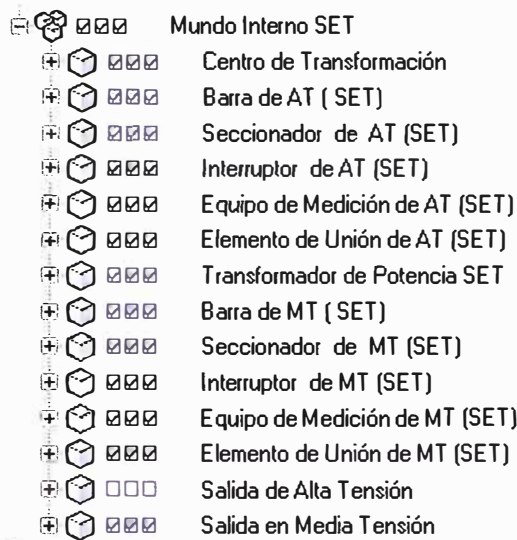 Mundo Interno SET
Centro de Transformación
Barra de AT ( SET)
Seccionador de AT (SET)
Interruptor de AT (SET)
Equipo de Medición de AT (SET)
Elemento de Unión de AT (SET)
Transformador de Potencia SET
Barra de MT ( SET)
Seccionador de MT (SET)
Interruptor de MT (SET)
Equipo de Medición de MT (SET)
Elemento de Unión de MT (SET)
Salida de Alta Tensión
Salida en Media Tensión